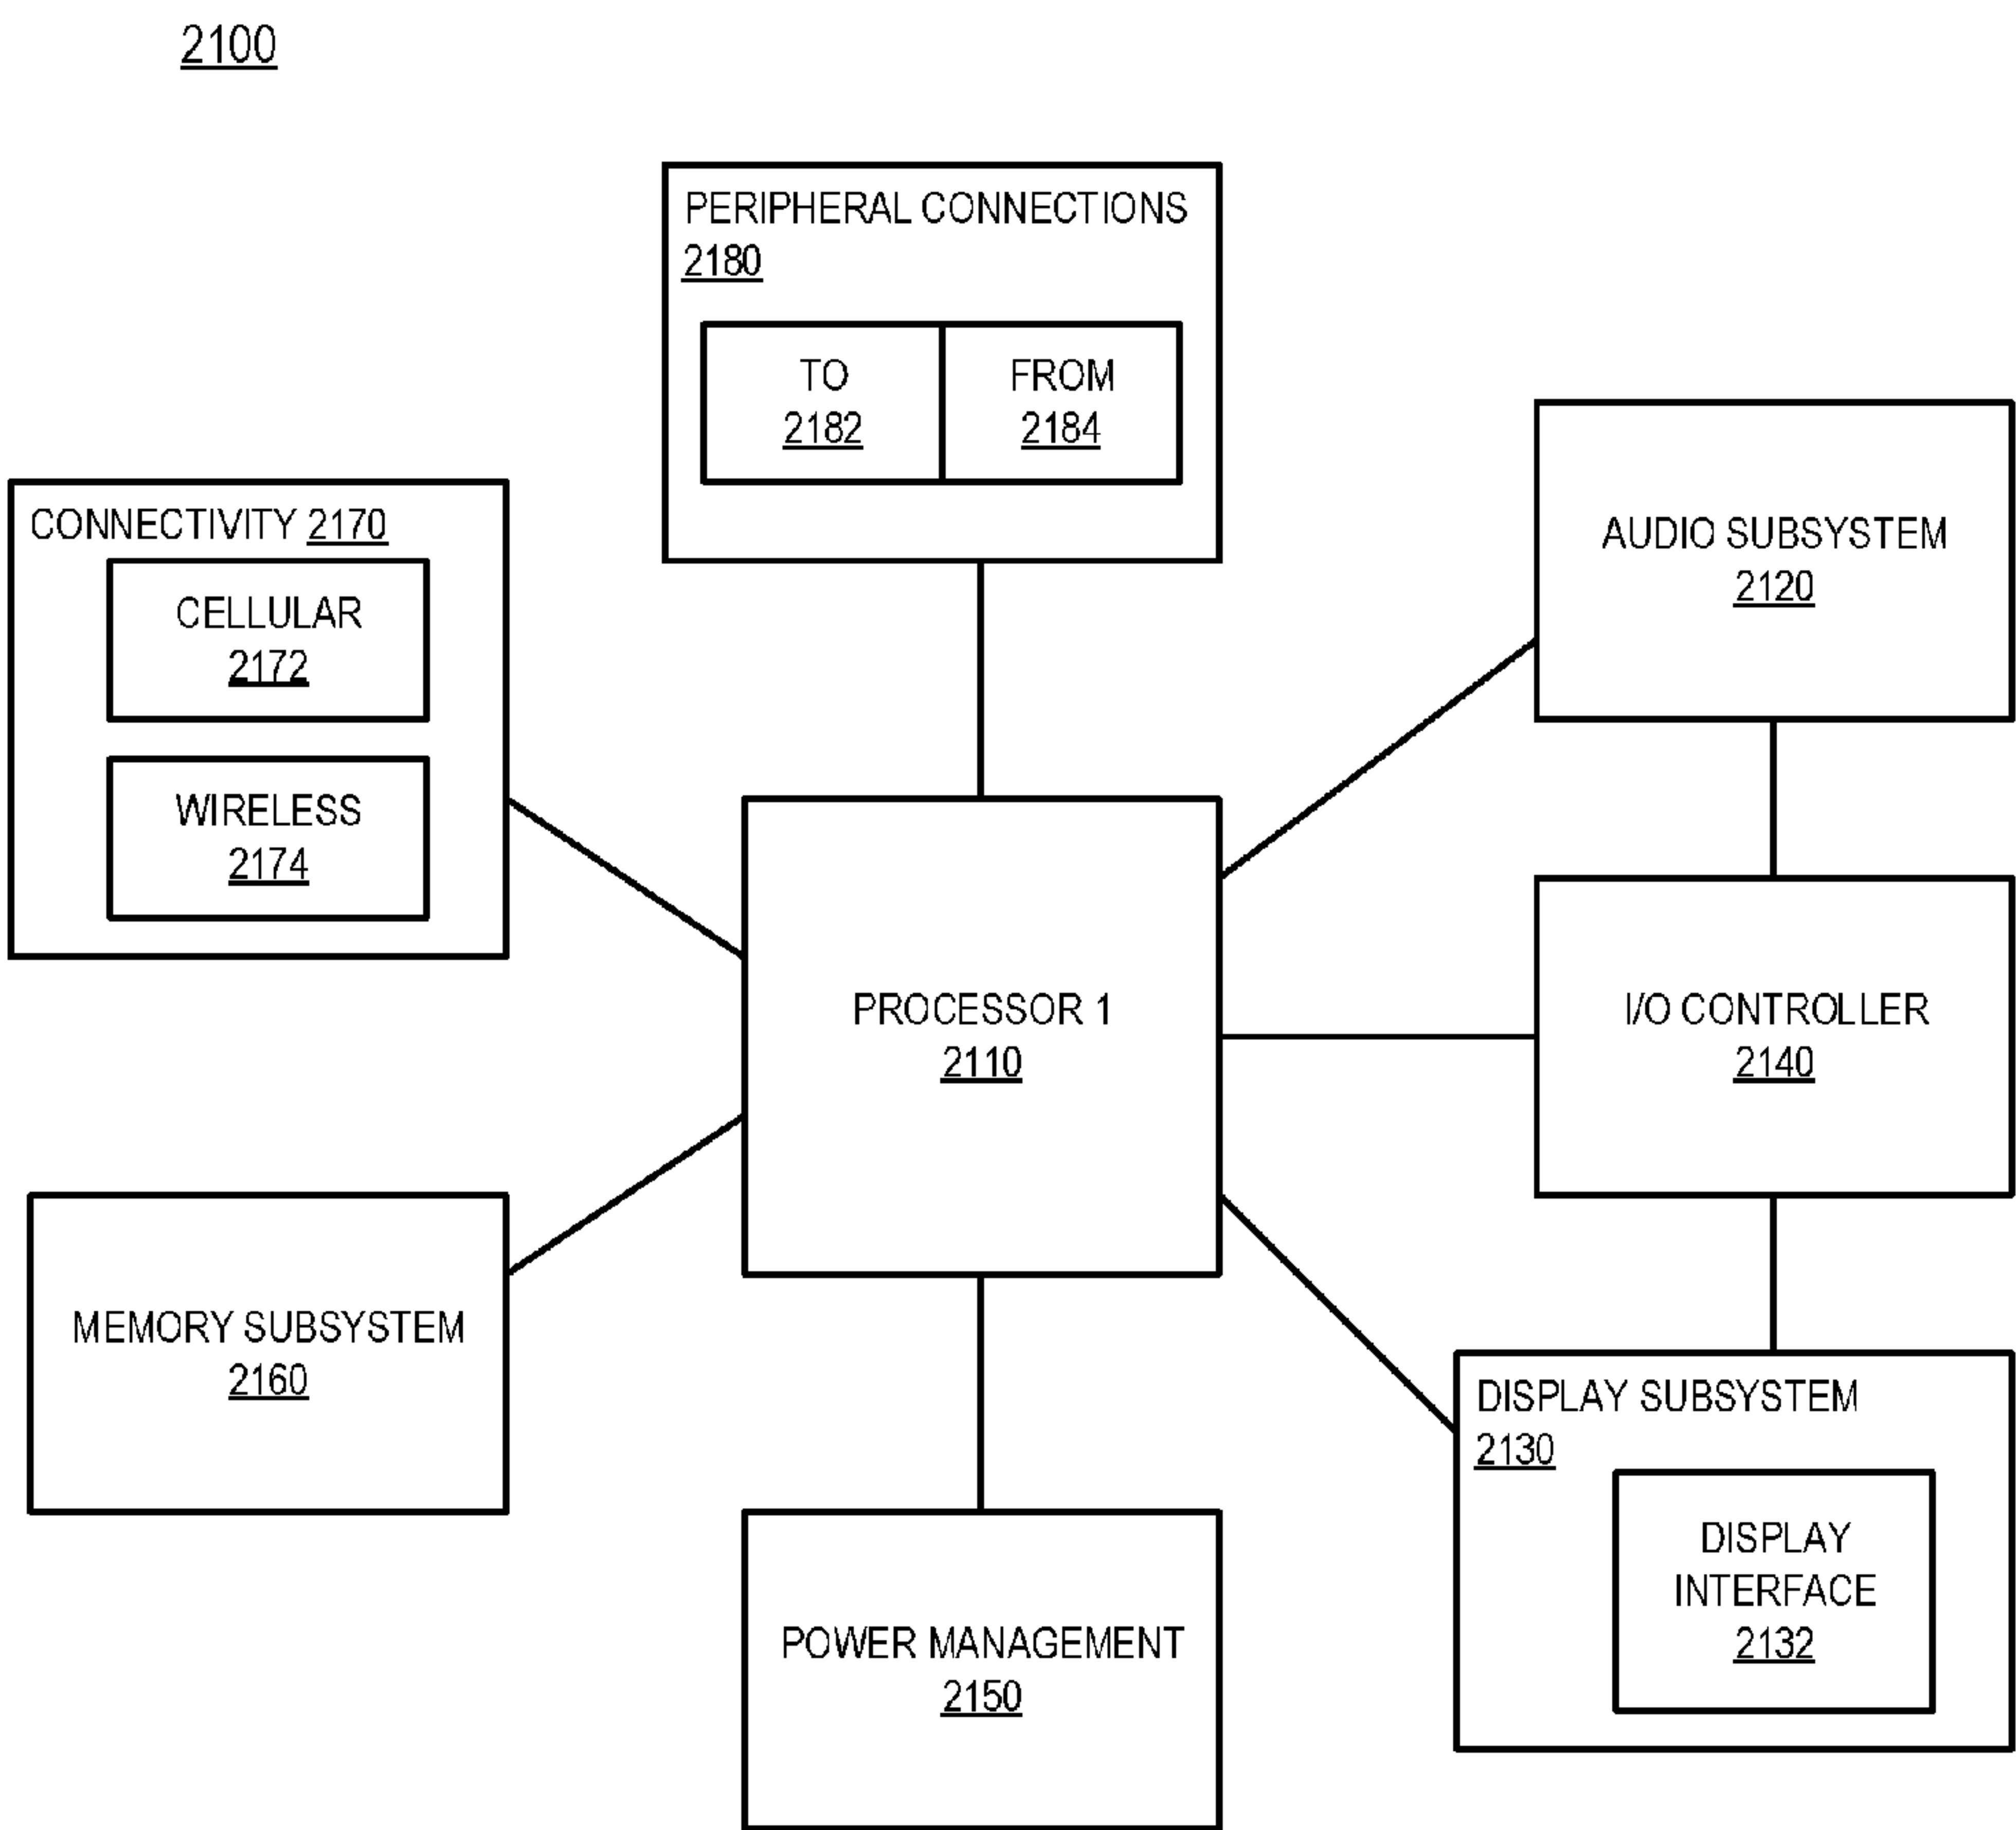 2100
PERIPHERAL CONNECTIONS
2180
TO
2182
FROM
2184
CONNECTIVITY 2170
CELLULAR
2172
WIRELESS
2174
AUDIO SUBSYSTEM
2120
PROCESSOR 1
2110
I/O CONTROLLER
2140
MEMORY SUBSYSTEM
2160
DISPLAY SUBSYSTEM
2130
DISPLAY
INTERFACE
2132
POWER MANAGEMENT
2150